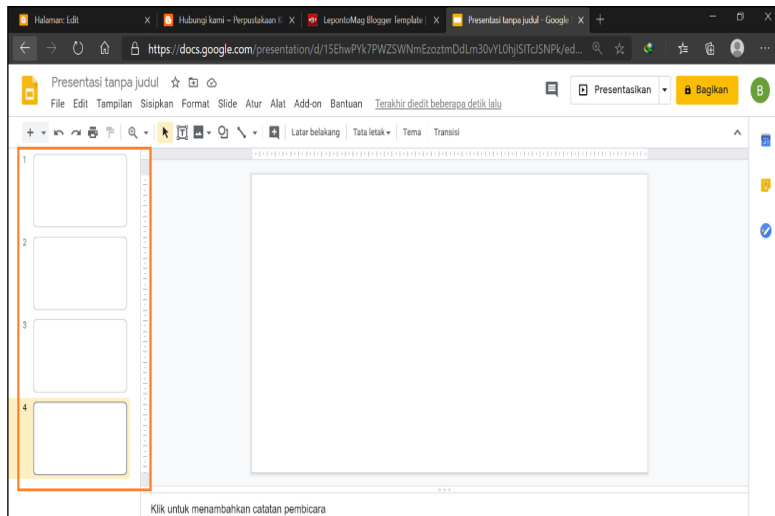 Halaman: Edit
Hubungi kami ~ Perpustakaan K
LepontoMag Blogger Template |
Presentasi tanpa judul - Google
https://docs.google.com/presentation/d/15EhwPYk7PWZSWNmEzoztmDdLm30vYL0hjlSITcJSNPk/ed...
Presentasi tanpa judul
Presentasikan
Bagikan
B
File Edit Tampilan Sisipkan Format Slide Atur Alat Add-on Bantuan Terakhir diedit beberapa detik lalu
Latar belakang Tata letak Tema Transisi
31
1
2
3
4
Klik untuk menambahkan catatan pembicara